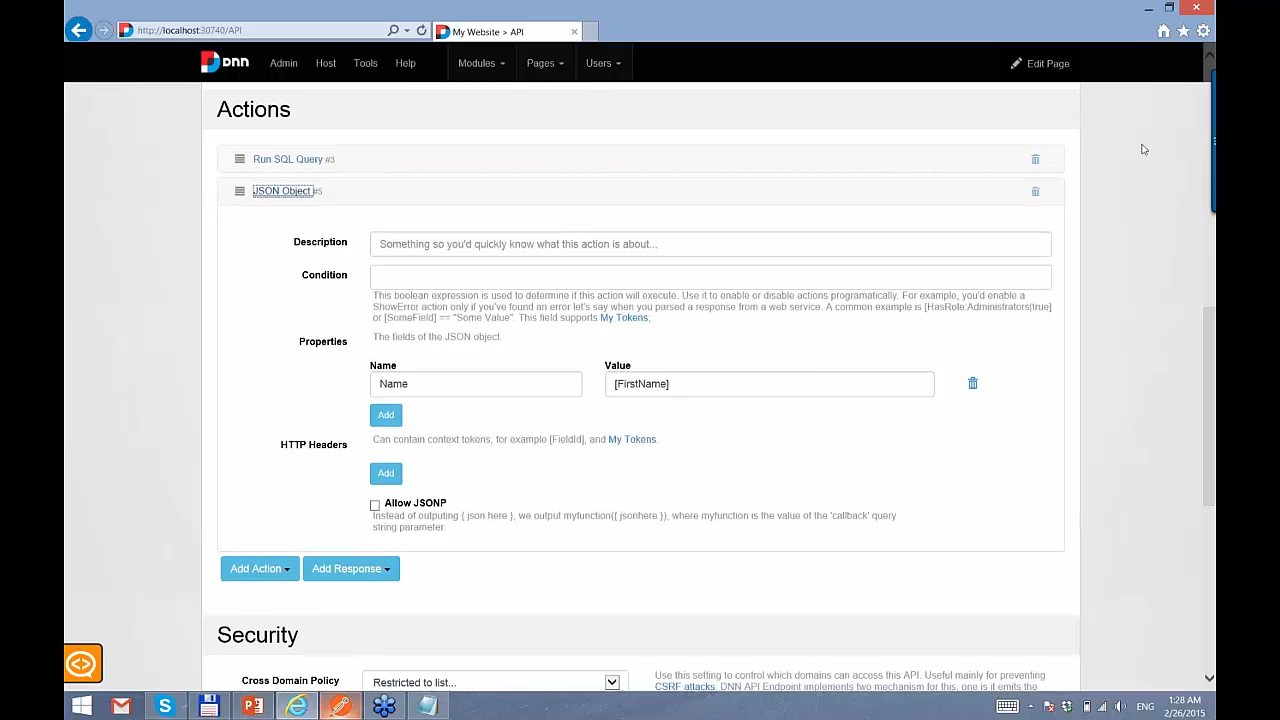 http://localhost:30740/API
My Website > API
DNN
Admin
Host
Tools
Help
Modules
Pages
Users
Edit Page
Actions
Run SQL Query #3
JSON Object #5
Description
Something so you'd quickly know what this action is about...
Condition
This boolean expression is used to determine if this action will execute. Use it to enable or disable actions programatically. For example, you'd enable a
ShowError action only if you've found an error let's say when you parsed a response from a web service. A common example is [HasRole:Administrators|true]
or [SomeField] == "Some Value". This field supports My Tokens;
Properties
The fields of the JSON object.
Name
Value
Name
[FirstName]
Add
HTTP Headers
Can contain context tokens, for example [FieldId], and My Tokens.
Add
Allow JSONP
Instead of outputing { json here }, we output myfunction({ jsonhere }), where myfunction is the value of the 'callback' query
string parameter.
Add Action
Add Response
Security
Cross Domain Policy
Restricted to list...
Use this setting to control which domains can access this API. Useful mainly for preventing
CSRF attacks. DNN API Endpoint implements two mechanism for this, one is it emits the
ENG
1:28 AM
2/26/2015